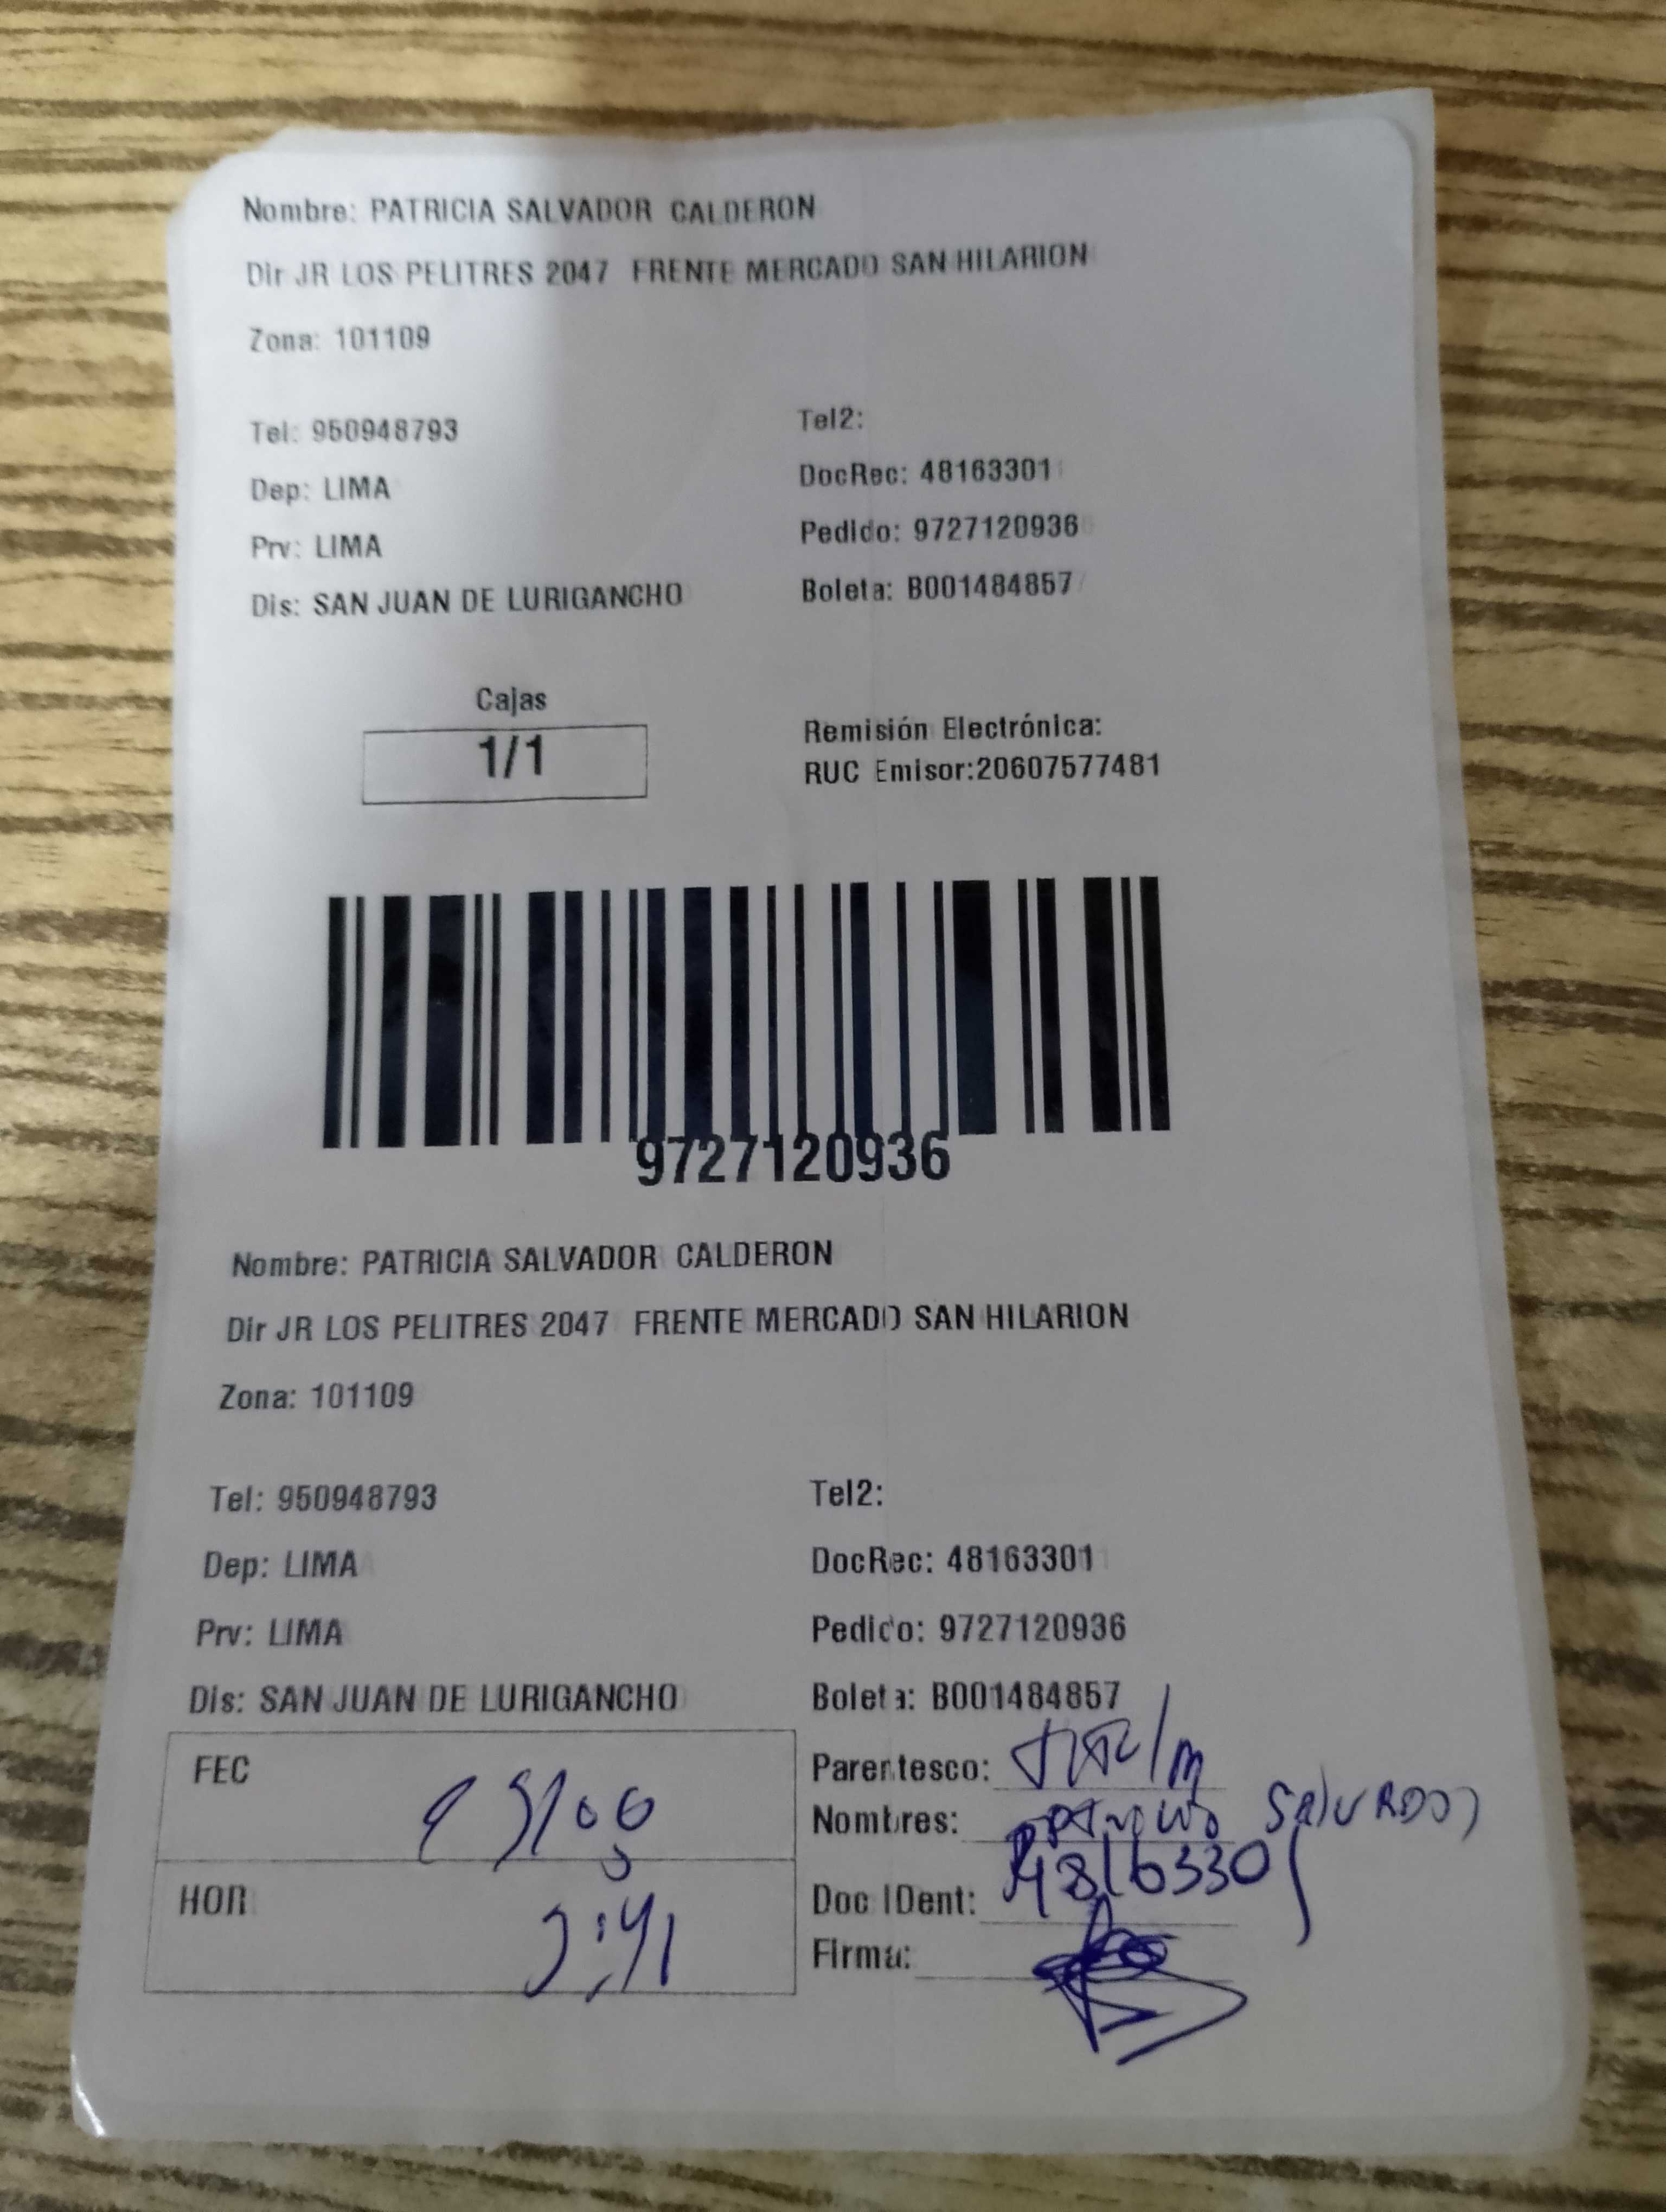 Nombre: PATRICIA SALVADOR CALDERON
Dir JR LOS PELITRES 2047 FRENTE MERCADO SAN HILARION
Zona: 101109
Tel: 950948793 Tel2:
Dep: LIMA DocRec: 48163301
Prv: LIMA Pedido: 9727120936
Dis: SAN JUAN DE LURIGANCHO Boleta: B001484857
Cajas
1/1
Remisión Electrónica:
RUC Emisor:20607577481
9727120936
Nombre: PATRICIA SALVADOR CALDERON
Dir JR LOS PELITRES 2047 FRENTE MERCADO SAN HILARION
Zona: 101109
Tel: 950948793 Tel2:
Dep: LIMA DocRec: 48163301
Prv: LIMA Pedido: 9727120936
Dis: SAN JUAN DE LURIGANCHO Boleta: B001484857
FEC
Parentesco:
Nombres: SALVADOR
HOR 3:41
Doc IDent: 48163301
Firma: